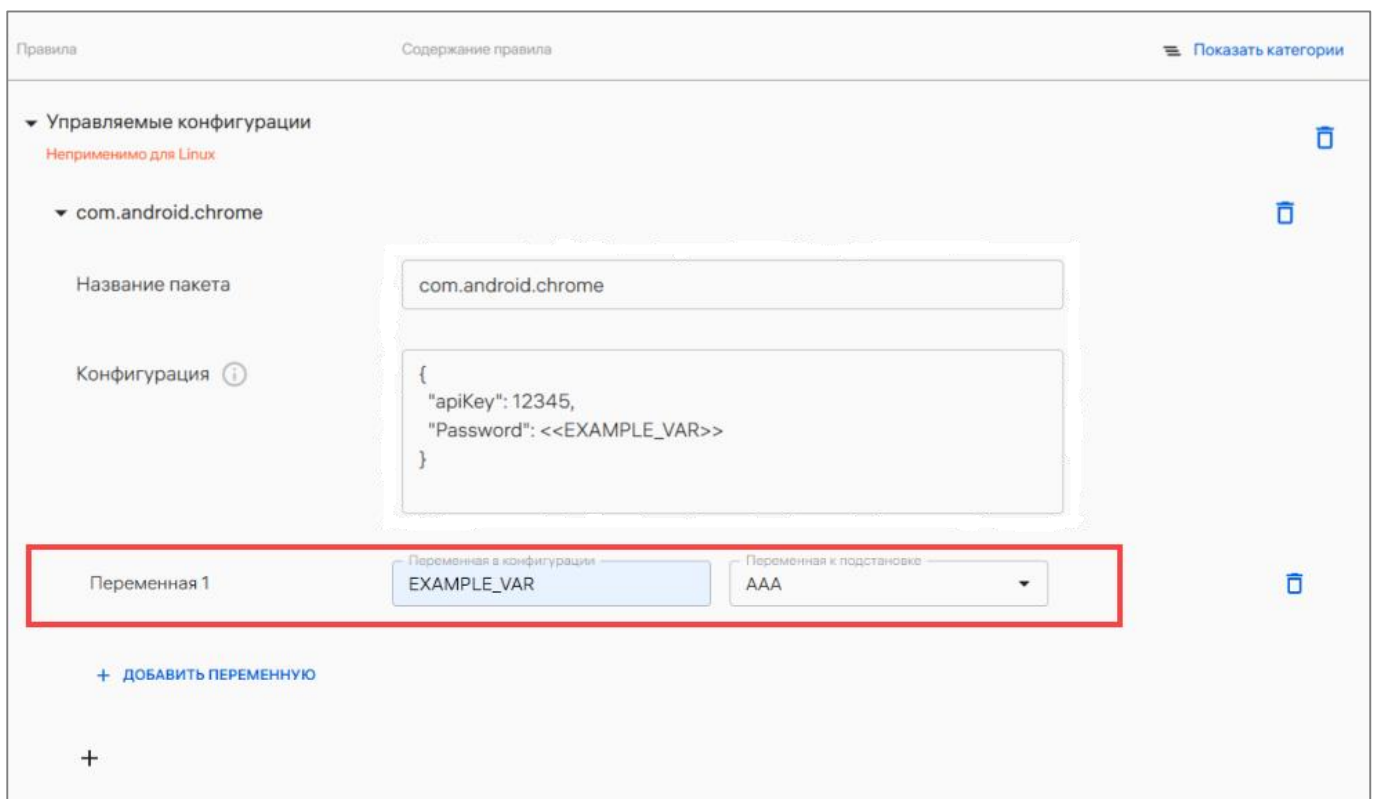 Правила Содержание правила Показать категории
Управляемые конфигурации
Неприменимо для Linux
com.android.chrome
Название пакета com.android.chrome
Конфигурация {
"apiKey": 12345,
"Password": <<EXAMPLE_VAR>>
}
Переменная в конфигурации Переменная к подстановке
Переменная 1 EXAMPLE_VAR AAA
+ ДОБАВИТЬ ПЕРЕМЕННУЮ
+